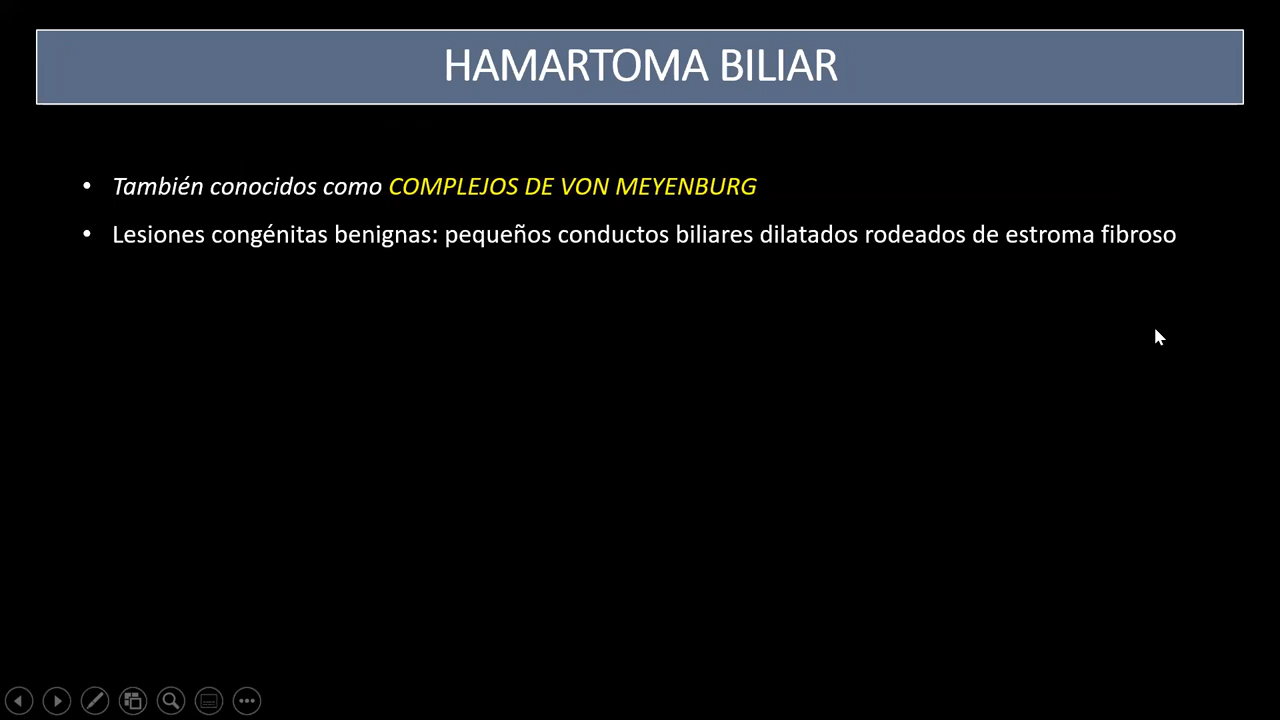 HAMARTOMA BILIAR
• También conocidos como COMPLEJOS DE VON MEYENBURG
• Lesiones congénitas benignas: pequeños conductos biliares dilatados rodeados de estroma fibroso